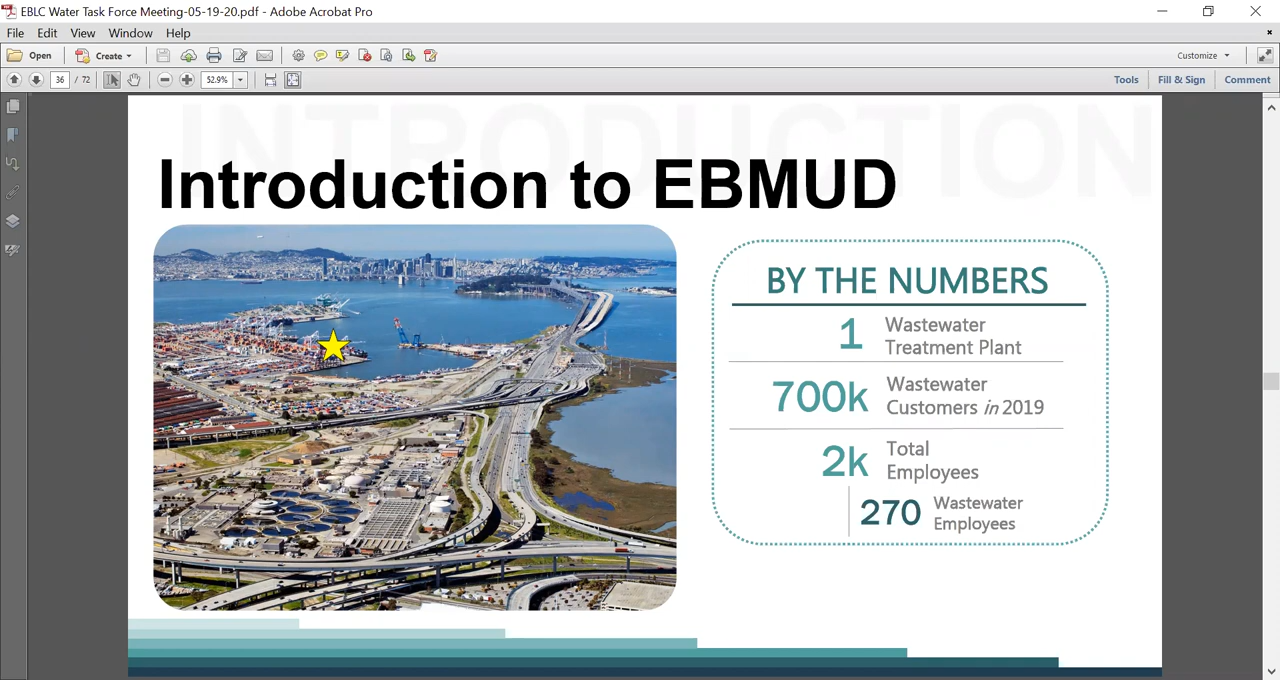 EBLC Water Task Force Meeting-05-19-20.pdf - Adobe Acrobat Pro
File Edit View Window Help
Open Create Customize
36 / 72 52.9% Tools Fill & Sign Comment
INTRODUCTION
Introduction to EBMUD
BY THE NUMBERS
1 Wastewater
Treatment Plant
700k Wastewater
Customers in 2019
2k Total
Employees
270 Wastewater
Employees